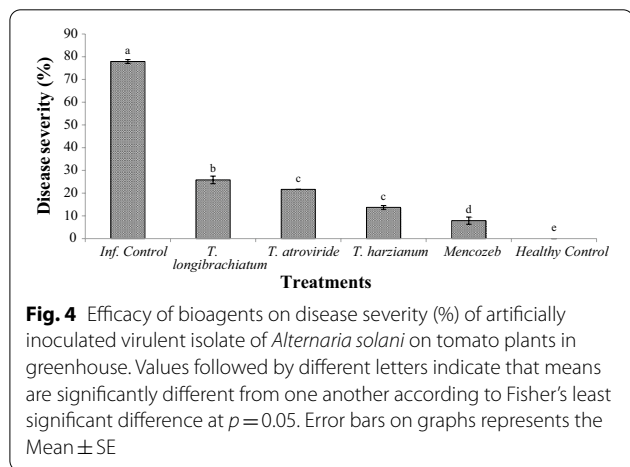 90
80
70
60
50
40
30
20
10
0
Disease severity (%)
a
b
c
c
d
e
Inf. Control
T. longibrachiatum
T. atroviride
T. harzianum
Mencozeb
Healthy Control
Treatments
Fig. 4 Efficacy of bioagents on disease severity (%) of artificially
inoculated virulent isolate of Alternaria solani on tomato plants in
greenhouse. Values followed by different letters indicate that means
are significantly different from one another according to Fisher's least
significant difference at p = 0.05. Error bars on graphs represents the
Mean ± SE